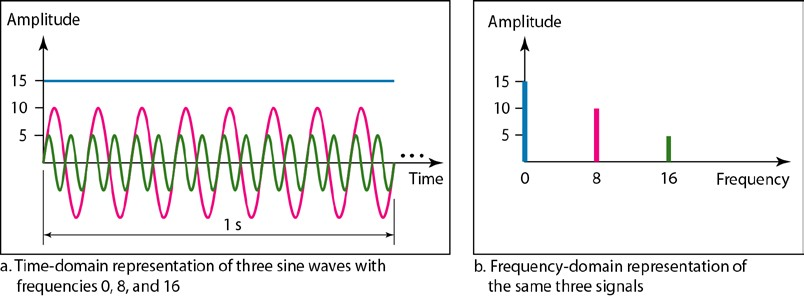 Amplitude
15
10
5
...
Time
1 s
a. Time-domain representation of three sine waves with
frequencies 0, 8, and 16
Amplitude
15
10
5
0
8
16
Frequency
b. Frequency-domain representation of
the same three signals